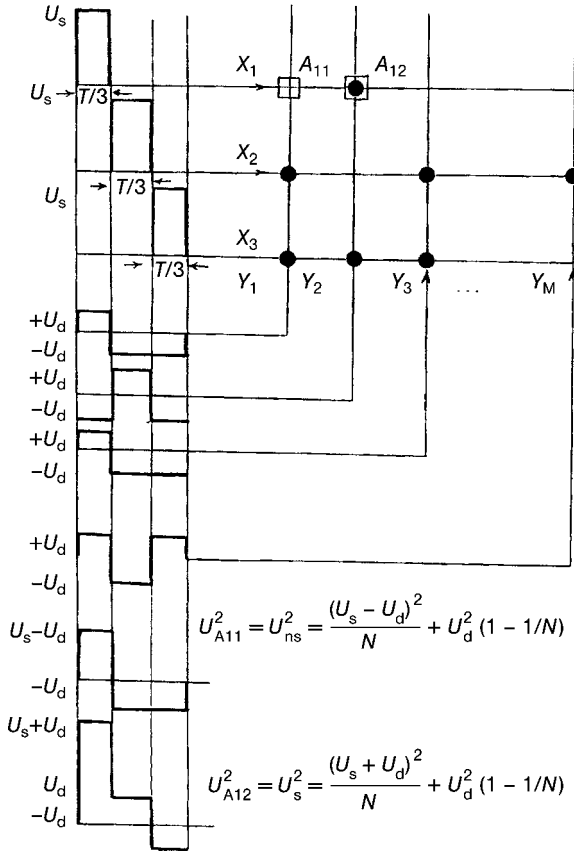 U_s
X_1 A_11 A_12
U_s T/3
X_2
U_s T/3
X_3
T/3 Y_1 Y_2 Y_3 ... Y_M
+U_d
−U_d
+U_d
−U_d
+U_d
−U_d
+U_d
−U_d
U_s−U_d U²_A11 = U²_ns = (U_s − U_d)²/N + U²_d (1 − 1/N)
−U_d
U_s+U_d
U_d U²_A12 = U²_s = (U_s + U_d)²/N + U²_d (1 − 1/N)
−U_d